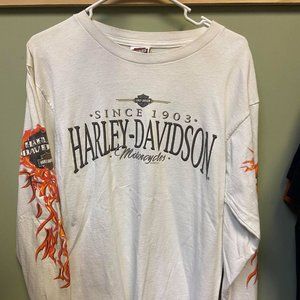 · SINCE 1903 ·
HARLEY-DAVIDSON
Motorcycles